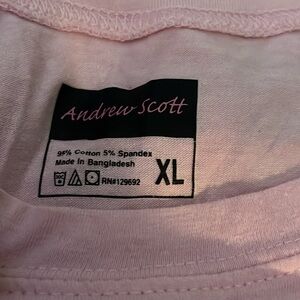 Andrew Scott
95% Cotton 5% Spandex
Made in Bangladesh
RN#129692
XL